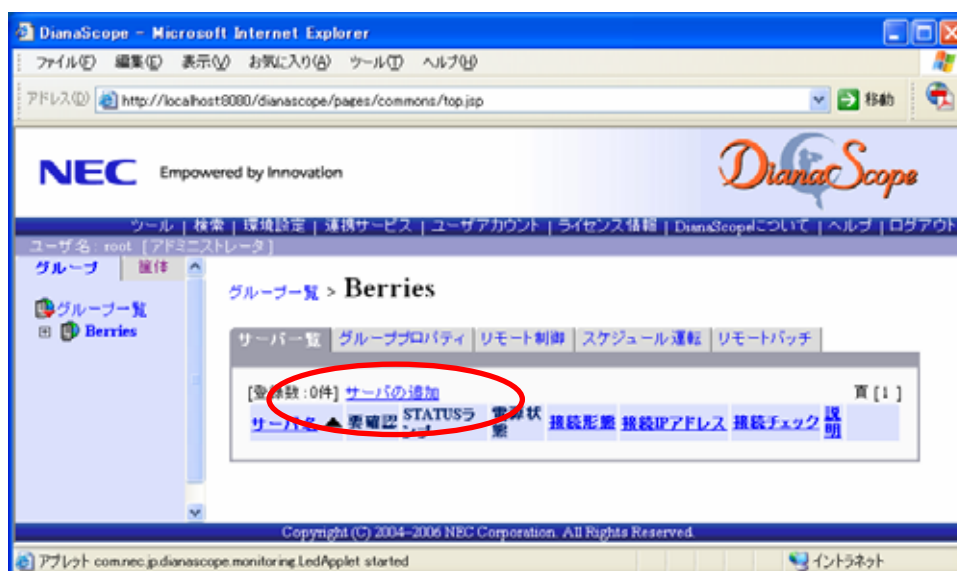 DianaScope - Microsoft Internet Explorer
ファイル(F) 編集(E) 表示(V) お気に入り(A) ツール(T) ヘルプ(H)
アドレス(D) http://localhost:8080/dianascope/pages/commons/top.jsp 移動
NEC Empowered by Innovation DianaScope
ツール | 検索 | 環境設定 | 連携サービス | ユーザアカウント | ライセンス情報 | DianaScopeについて | ヘルプ | ログアウト
ユーザ名 : root [アドミニストレータ]
グループ 筐体
グループ一覧
Berries
グループ一覧 > Berries
サーバ一覧 グループプロパティ リモート制御 スケジュール運転 リモートバッチ
[登録数 : 0件] サーバの追加 頁 [1 ]
サーバ名 ▲ 要確認 STATUSランプ 電源状態 接続形態 接続IPアドレス 接続チェック 説明
Copyright (C) 2004-2006 NEC Corporation. All Rights Reserved.
アプレット com.nec.jp.dianascope.monitoring.LedApplet started イントラネット